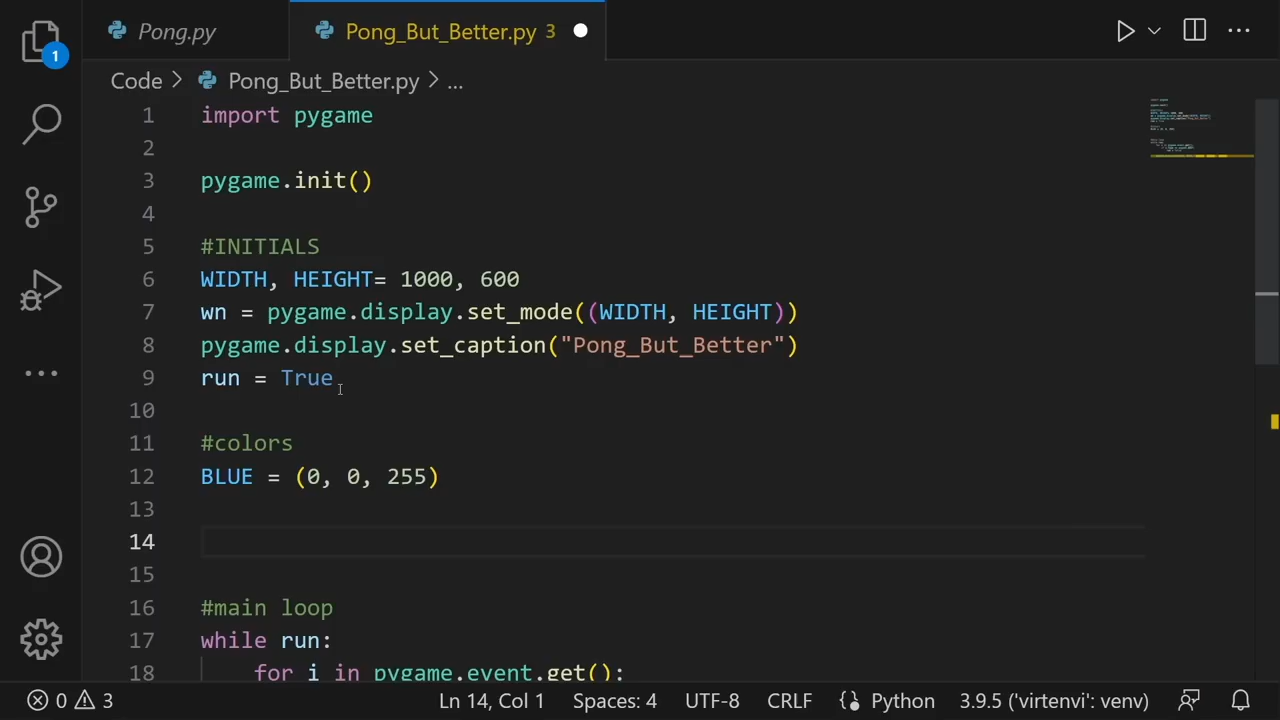 1
Pong.py
Pong_But_Better.py 3
Code > Pong_But_Better.py > ...
1 import pygame
2
3 pygame.init()
4
5 #INITIALS
6 WIDTH, HEIGHT= 1000, 600
7 wn = pygame.display.set_mode((WIDTH, HEIGHT))
8 pygame.display.set_caption("Pong_But_Better")
9 run = True
10
11 #colors
12 BLUE = (0, 0, 255)
13
14
15
16 #main loop
17 while run:
18 for i in pygame.event.get():
0 3 Ln 14, Col 1 Spaces: 4 UTF-8 CRLF Python 3.9.5 ('virtenvi': venv)